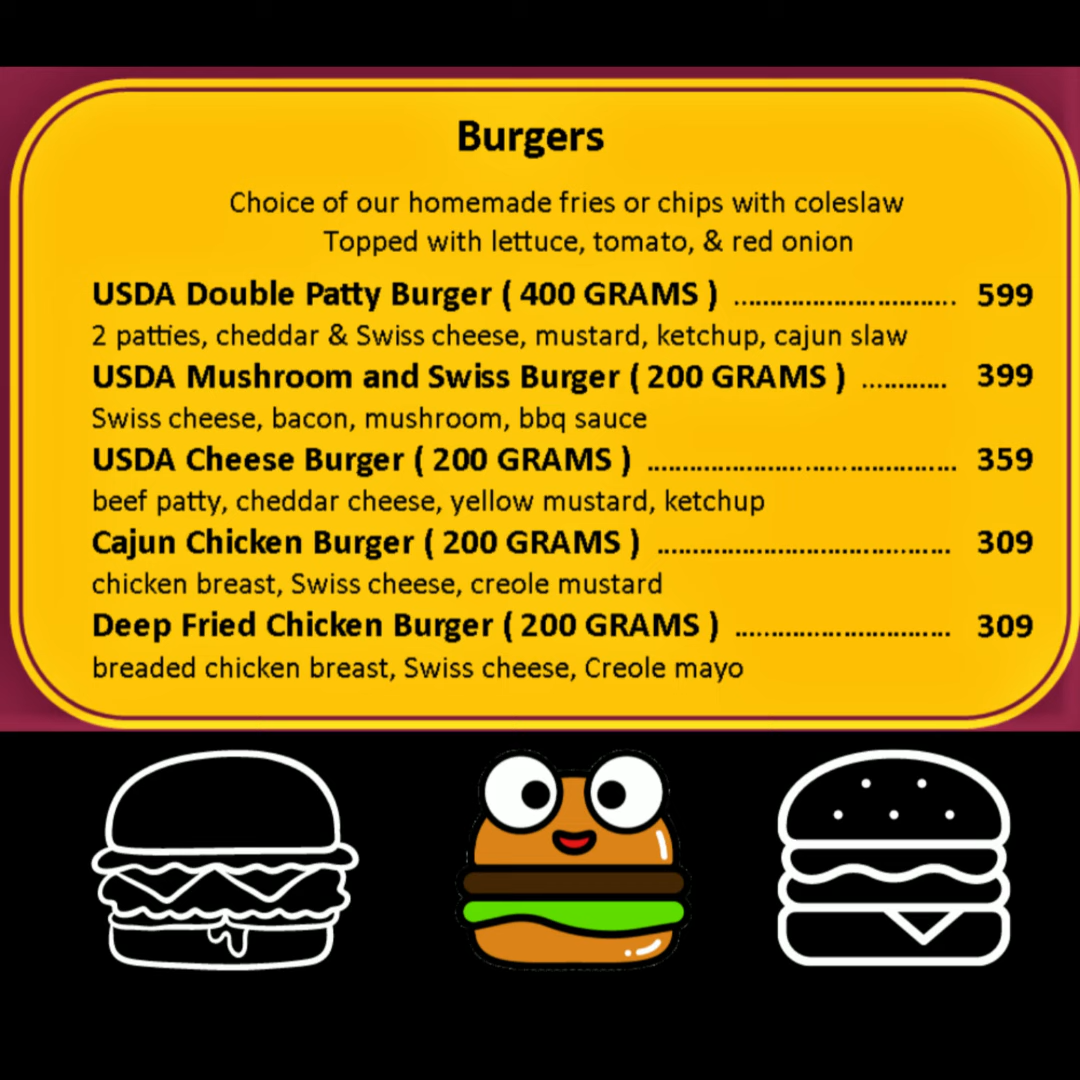 Burgers
Choice of our homemade fries or chips with coleslaw
Topped with lettuce, tomato, & red onion
USDA Double Patty Burger ( 400 GRAMS ) ................................ 599
2 patties, cheddar & Swiss cheese, mustard, ketchup, cajun slaw
USDA Mushroom and Swiss Burger ( 200 GRAMS ) ............ 399
Swiss cheese, bacon, mushroom, bbq sauce
USDA Cheese Burger ( 200 GRAMS ) ............................................ 359
beef patty, cheddar cheese, yellow mustard, ketchup
Cajun Chicken Burger ( 200 GRAMS ) .......................................... 309
chicken breast, Swiss cheese, creole mustard
Deep Fried Chicken Burger ( 200 GRAMS ) ............................... 309
breaded chicken breast, Swiss cheese, Creole mayo